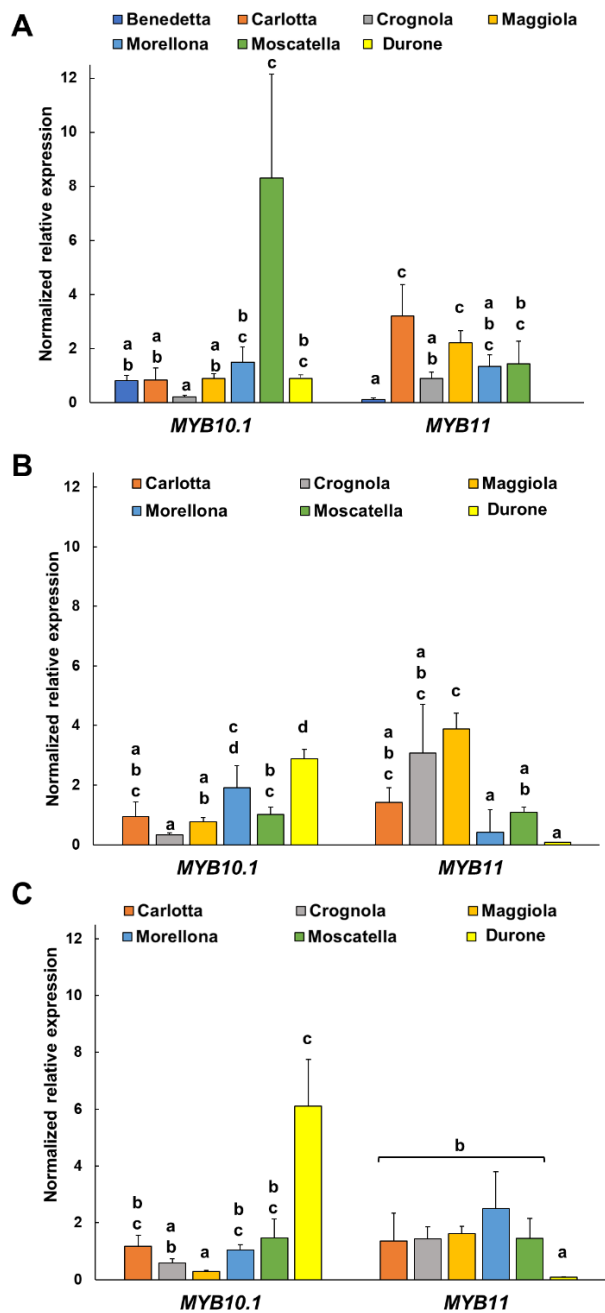 A
Benedetta Carlotta Crognola Maggiola
Morellona Moscatella Durone
Normalized relative expression
12
10
8
6
4
2
0
a
b
a
b
a
a
b
b
c
c
b
c
a
c
a
b
c
a
b
c
b
c
MYB10.1 MYB11
B
Carlotta Crognola Maggiola
Morellona Moscatella Durone
Normalized relative expression
12
10
8
6
4
2
0
a
b
c
a
a
b
c
d
b
c
d
a
b
c
a
b
c
c
a
a
b
a
MYB10.1 MYB11
C
Carlotta Crognola Maggiola
Morellona Moscatella Durone
Normalized relative expression
12
10
8
6
4
2
0
b
c
a
b
a
b
c
b
c
c
b
a
MYB10.1 MYB11